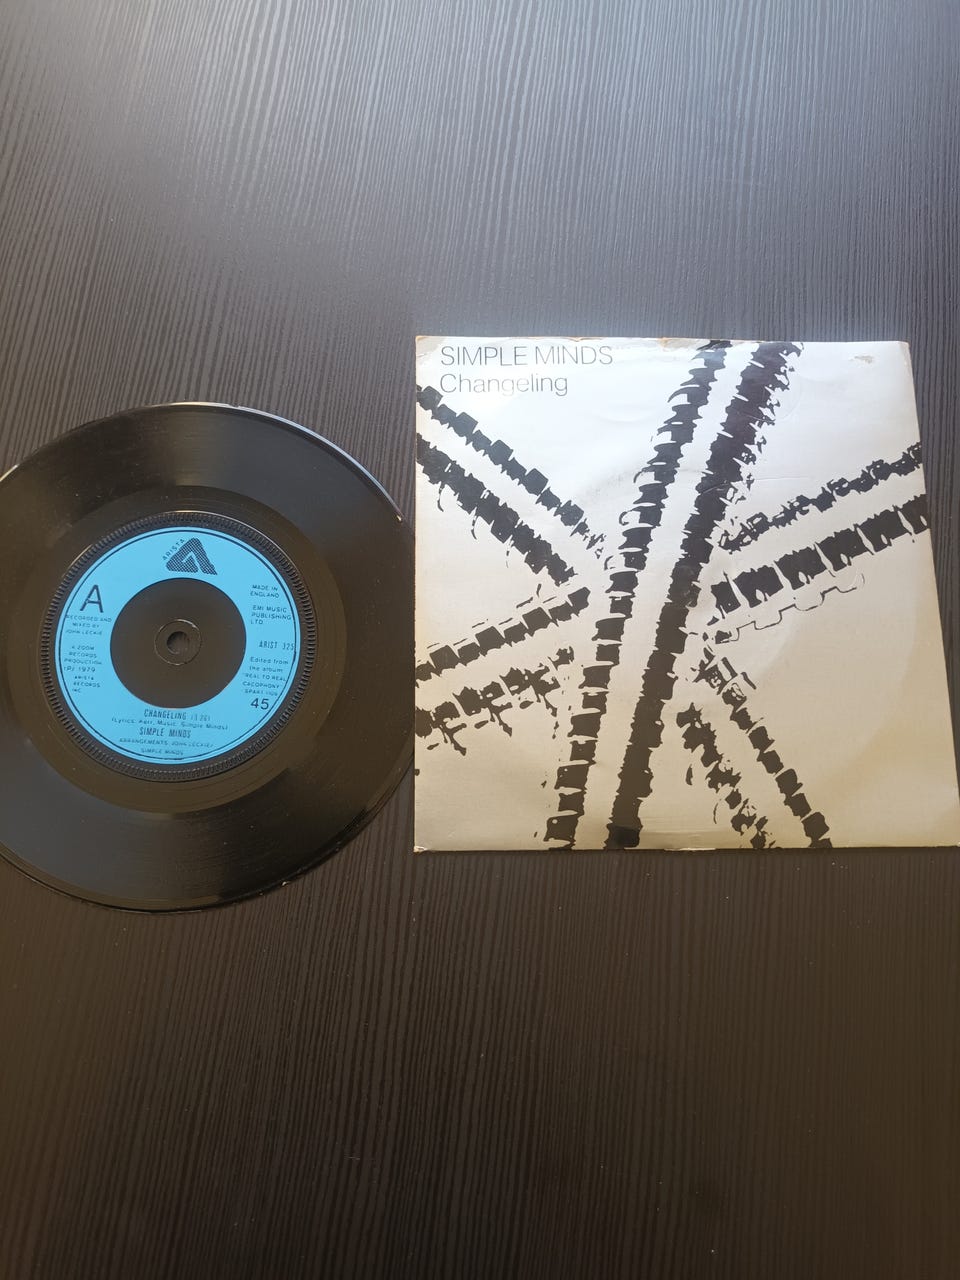 SIMPLE MINDS
Changeling
ARISTA
A
RECORDED AND
MIXED BY
JOHN LECKIE
A ZOOM
RECORDS
PRODUCTION
(P) 1979
ARISTA
RECORDS
INC
MADE IN
ENGLAND
EMI MUSIC
PUBLISHING
LTD.
ARIST 325
Edited from
the album
"REAL TO REAL
CACOPHONY"
SPART 1109
45
CHANGELING
(Lyrics: Kerr, Music: Simple Minds)
SIMPLE MINDS
ARRANGEMENTS: JOHN LECKIE/
SIMPLE MINDS